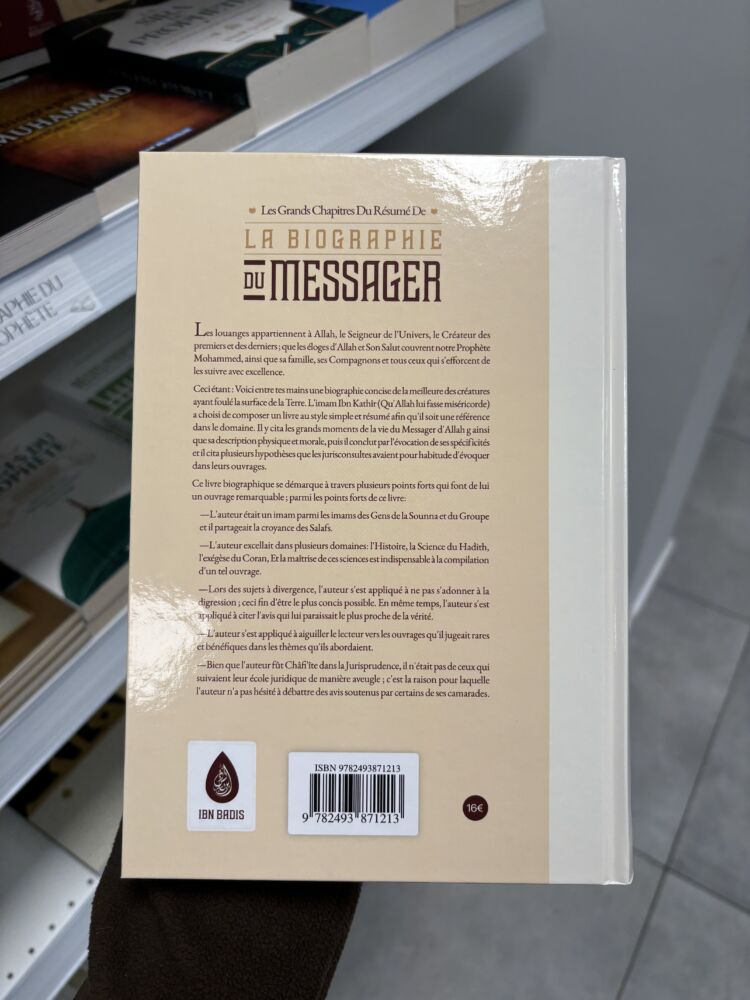 SIRA
PROPHÈTE
MUHAMMAD
APHIE DU
OPHÈTE
Les Grands Chapitres Du Résumé De
LA BIOGRAPHIE
DU MESSAGER
Les louanges appartiennent à Allah, le Seigneur de l'Univers, le Créateur des
premiers et des derniers ; que les éloges d'Allah et Son Salut couvrent notre Prophète
Mohammed, ainsi que sa famille, ses Compagnons et tous ceux qui s'efforcent de
les suivre avec excellence.
Ceci étant : Voici entre tes mains une biographie concise de la meilleure des créatures
ayant foulé la surface de la Terre. L'imam Ibn Kathîr (Qu'Allah lui fasse miséricorde)
a choisi de composer un livre au style simple et résumé afin qu'il soit une référence
dans le domaine. Il y cita les grands moments de la vie du Messager d'Allah g ainsi
que sa description physique et morale, puis il conclut par l'évocation de ses spécificités
et il cita plusieurs hypothèses que les jurisconsultes avaient pour habitude d'évoquer
dans leurs ouvrages.
Ce livre biographique se démarque à travers plusieurs points forts qui font de lui
un ouvrage remarquable ; parmi les points forts de ce livre:
—L'auteur était un imam parmi les imams des Gens de la Sounna et du Groupe
et il partageait la croyance des Salafs.
—L'auteur excellait dans plusieurs domaines: l'Histoire, la Science du Hadith,
l'exégèse du Coran, Et la maîtrise de ces sciences est indispensable à la compilation
d'un tel ouvrage.
—Lors des sujets à divergence, l'auteur s'est appliqué à ne pas s'adonner à la
digression ; ceci fin d'être le plus concis possible. En même temps, l'auteur s'est
appliqué à citer l'avis qui lui paraissait le plus proche de la vérité.
—L'auteur s'est appliqué à aiguiller le lecteur vers les ouvrages qu'il jugeait rares
et bénéfiques dans les thèmes qu'ils abordaient.
—Bien que l'auteur fût Châfi'îte dans la Jurisprudence, il n'était pas de ceux qui
suivaient leur école juridique de manière aveugle ; c'est la raison pour laquelle
l'auteur n'a pas hésité à débattre des avis soutenus par certains de ses camarades.
IBN BADIS
ISBN 9782493871213
9 782493 871213
16€